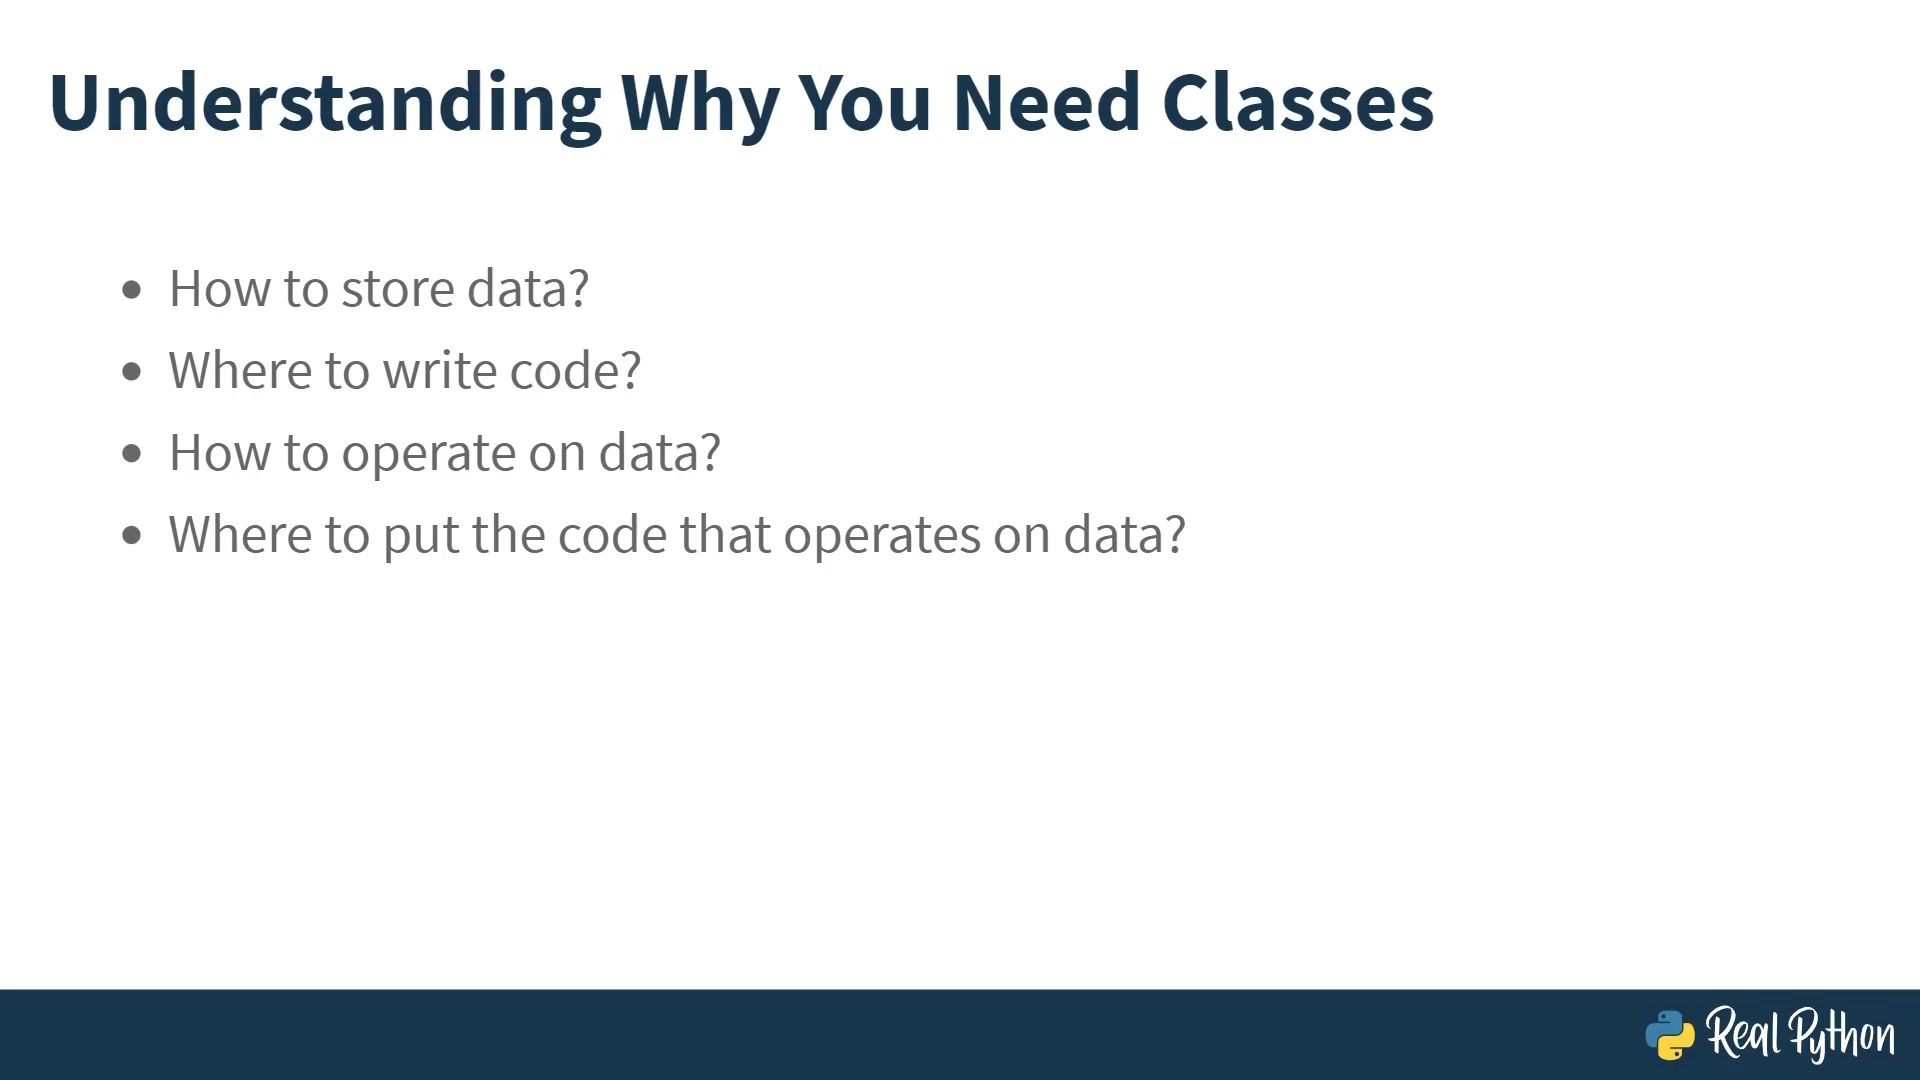 Understanding Why You Need Classes
• How to store data?
• Where to write code?
• How to operate on data?
• Where to put the code that operates on data?
Real Python